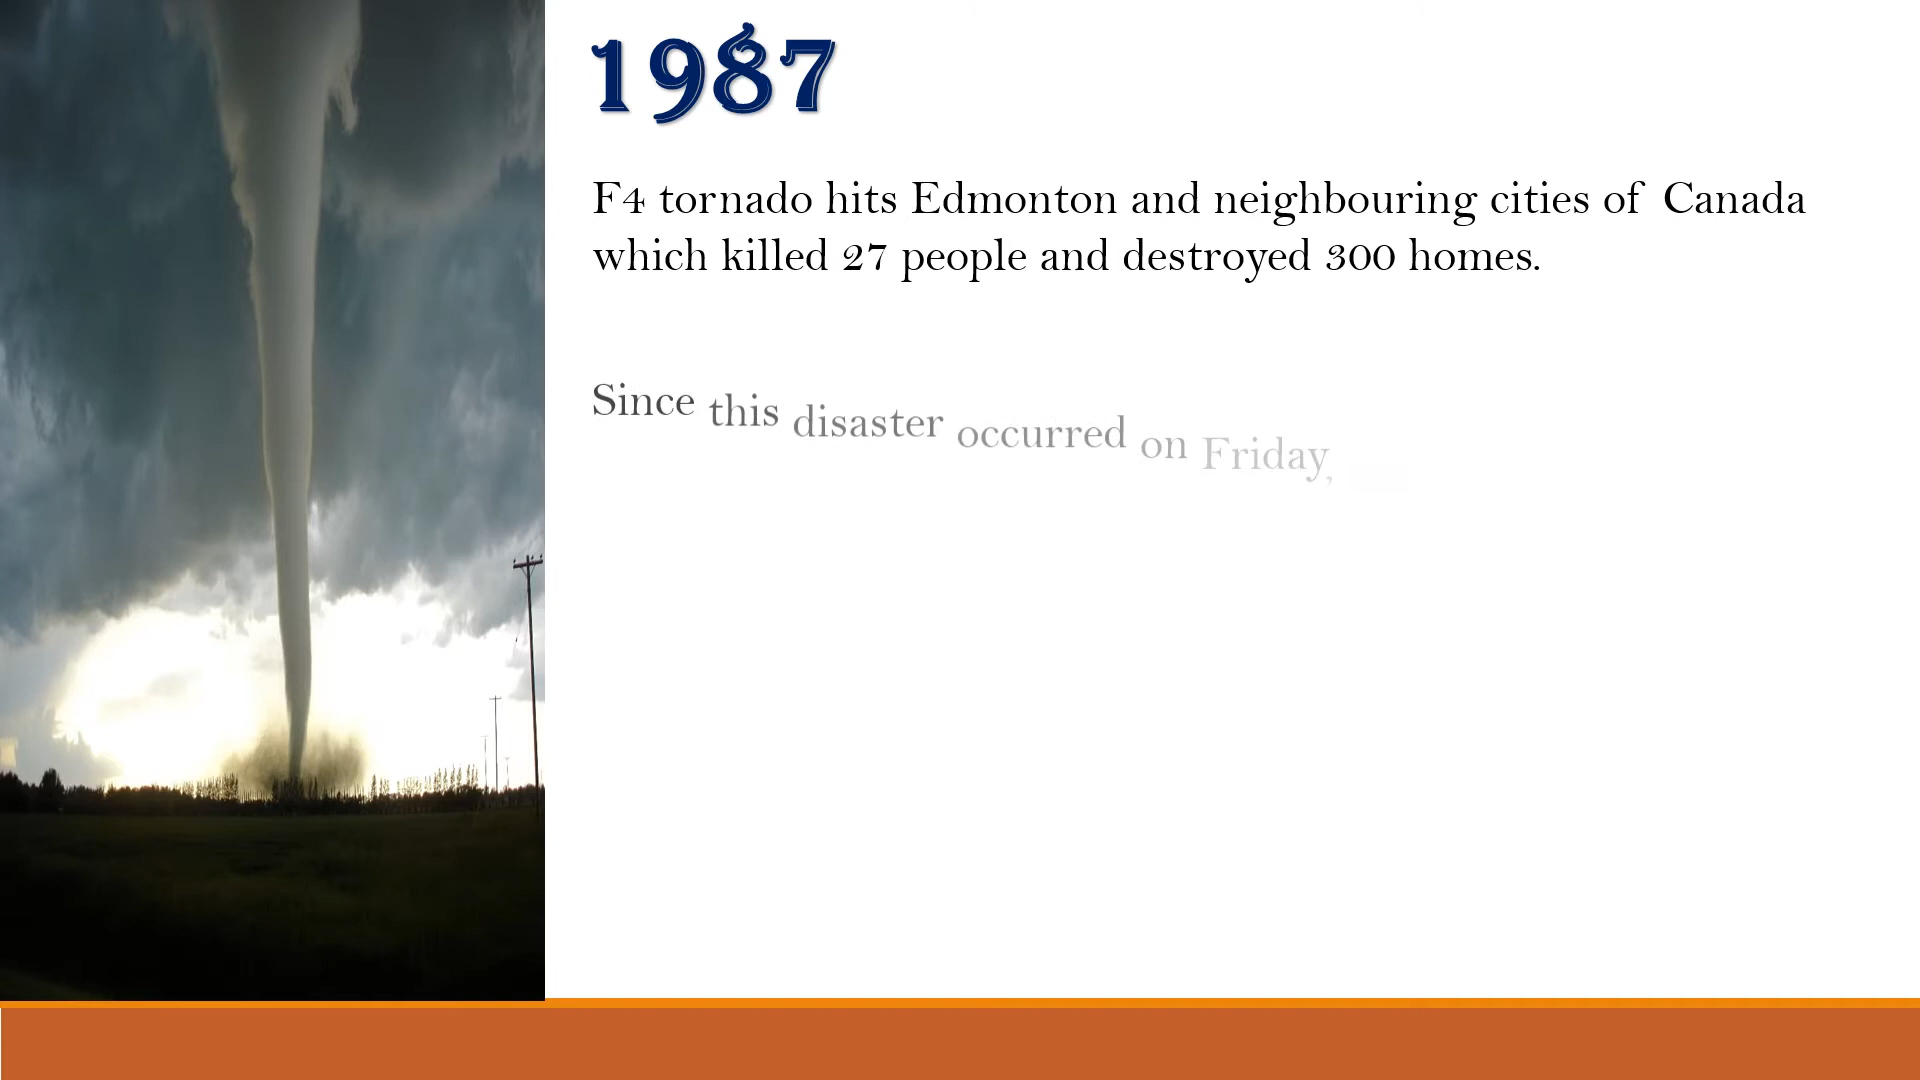 1987
F4 tornado hits Edmonton and neighbouring cities of Canada
which killed 27 people and destroyed 300 homes.
Since this disaster occurred on Friday,